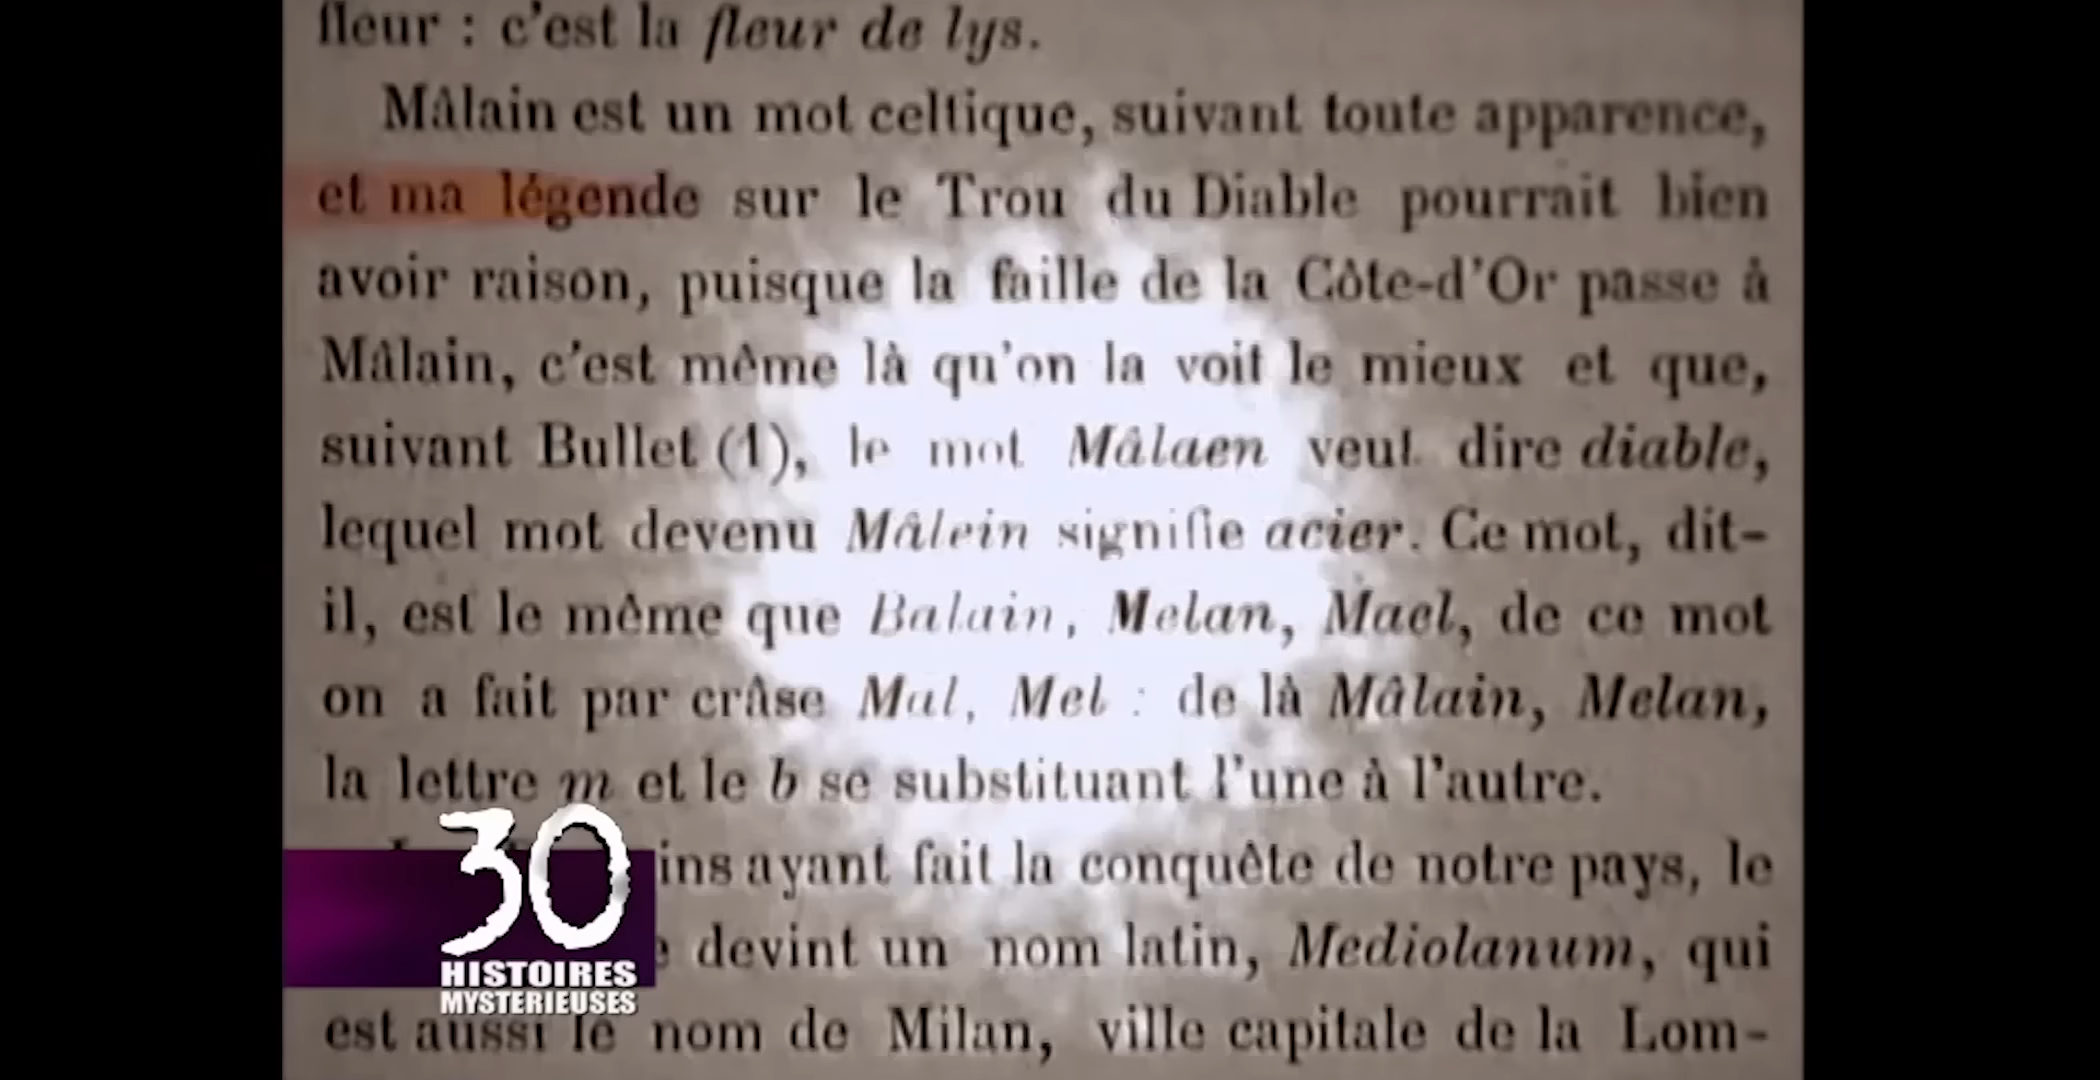 fleur : c'est la fleur de lys.
Mâlain est un mot celtique, suivant toute apparence,
et ma légende sur le Trou du Diable pourrait bien
avoir raison, puisque la faille de la Côte-d'Or passe à
Mâlain, c'est même là qu'on la voit le mieux et que,
suivant Bullet (1), le mot Mâlaen veut dire diable,
lequel mot devenu Mâlein signifie acier. Ce mot, dit-
il, est le même que Balain, Melan, Mael, de ce mot
on a fait par crâse Mal, Mel : de là Mâlain, Melan,
la lettre m et le b se substituant l'une à l'autre.
ayant fait la conquête de notre pays, le
devint un nom latin, Mediolanum, qui
est aussi le nom de Milan, ville capitale de la Lom-
30
HISTOIRES
MYSTERIEUSES